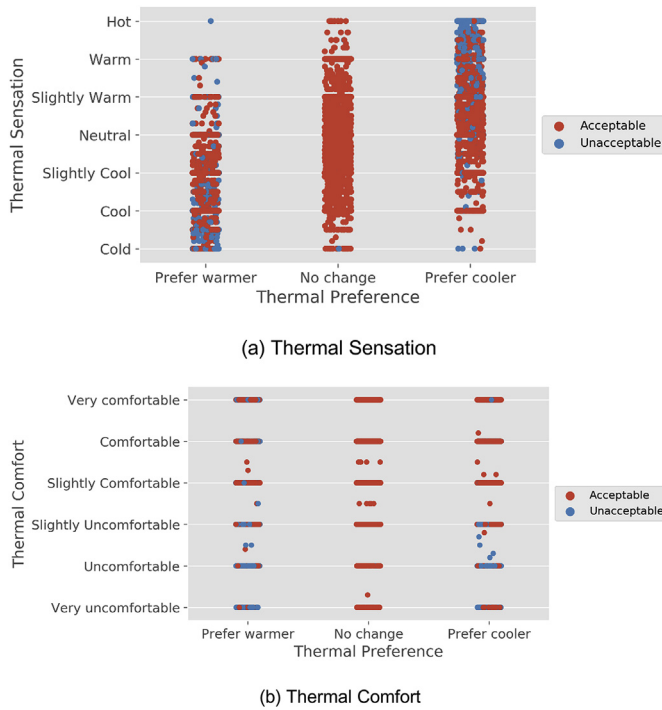 Hot
Warm
Slightly Warm
Neutral
Slightly Cool
Cool
Cold
Thermal Sensation
Prefer warmer
No change
Prefer cooler
Thermal Preference
Acceptable
Unacceptable
(a) Thermal Sensation
Very comfortable
Comfortable
Slightly Comfortable
Slightly Uncomfortable
Uncomfortable
Very uncomfortable
Thermal Comfort
Prefer warmer
No change
Prefer cooler
Thermal Preference
Acceptable
Unacceptable
(b) Thermal Comfort